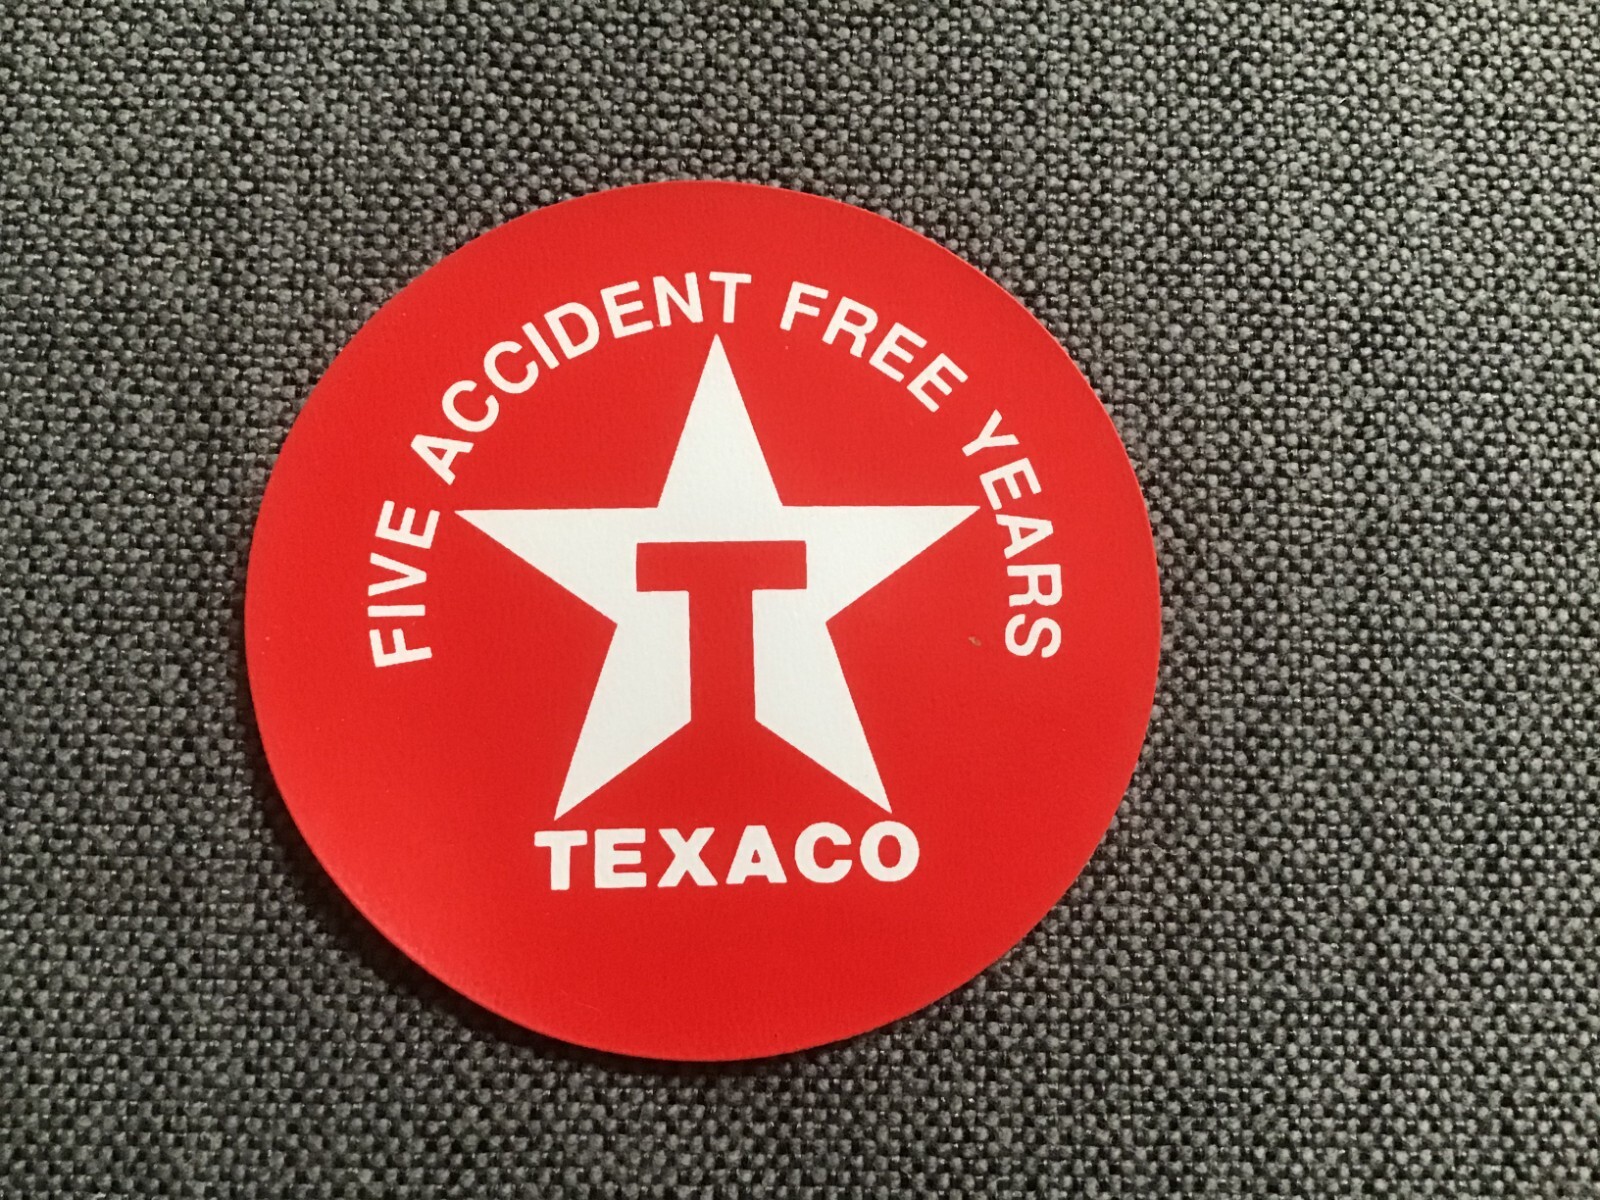 FIVE ACCIDENT FREE YEARS
T
TEXACO